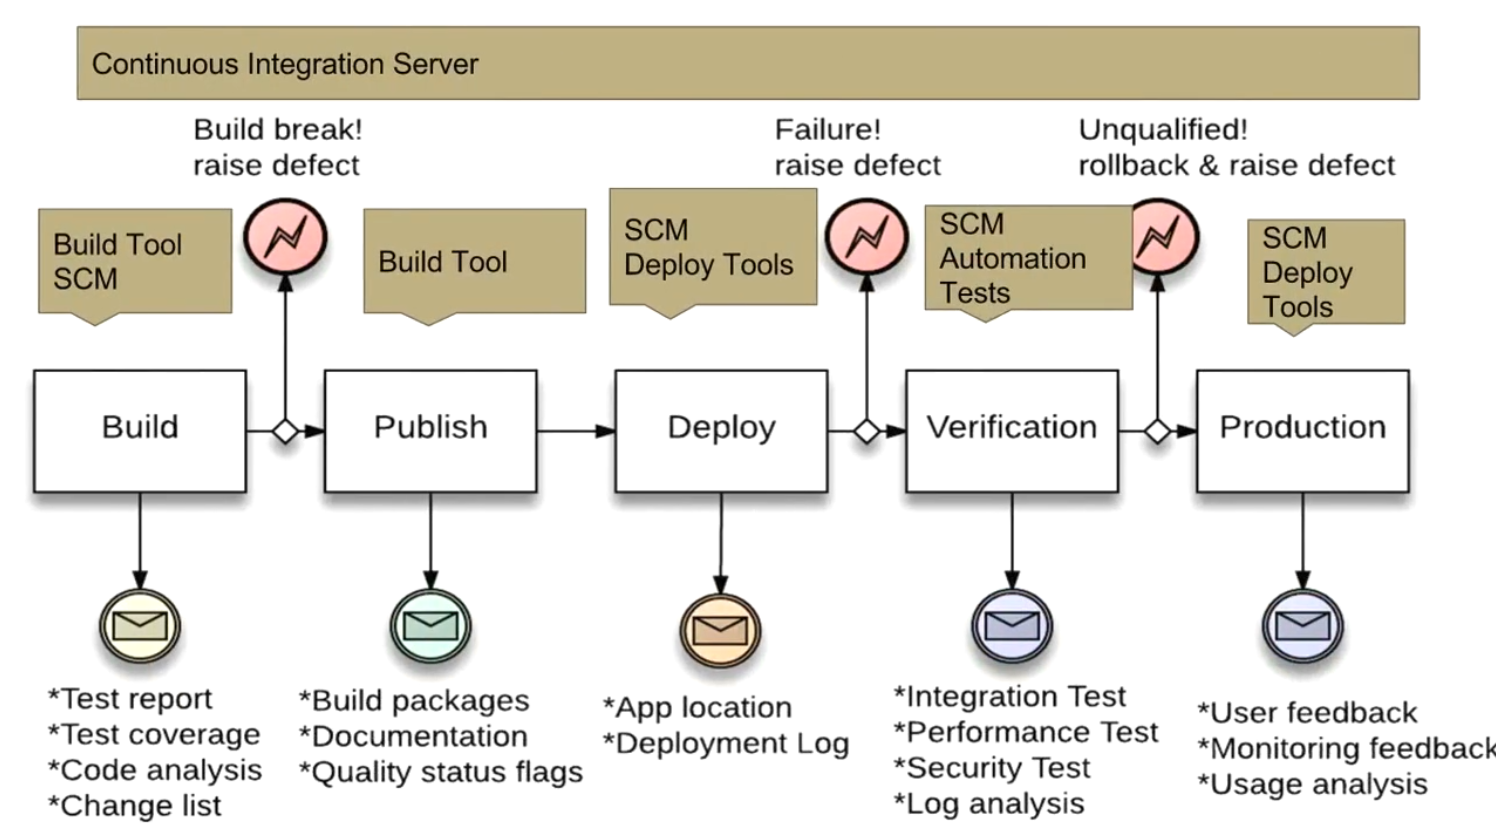 Continuous Integration Server
Build break!
raise defect
Failure!
raise defect
Unqualified!
rollback & raise defect
Build Tool
SCM
Build Tool
SCM
Deploy Tools
SCM
Automation
Tests
SCM
Deploy
Tools
Build
Publish
Deploy
Verification
Production
*Test report
*Test coverage
*Code analysis
*Change list
*Build packages
*Documentation
*Quality status flags
*App location
*Deployment Log
*Integration Test
*Performance Test
*Security Test
*Log analysis
*User feedback
*Monitoring feedback
*Usage analysis